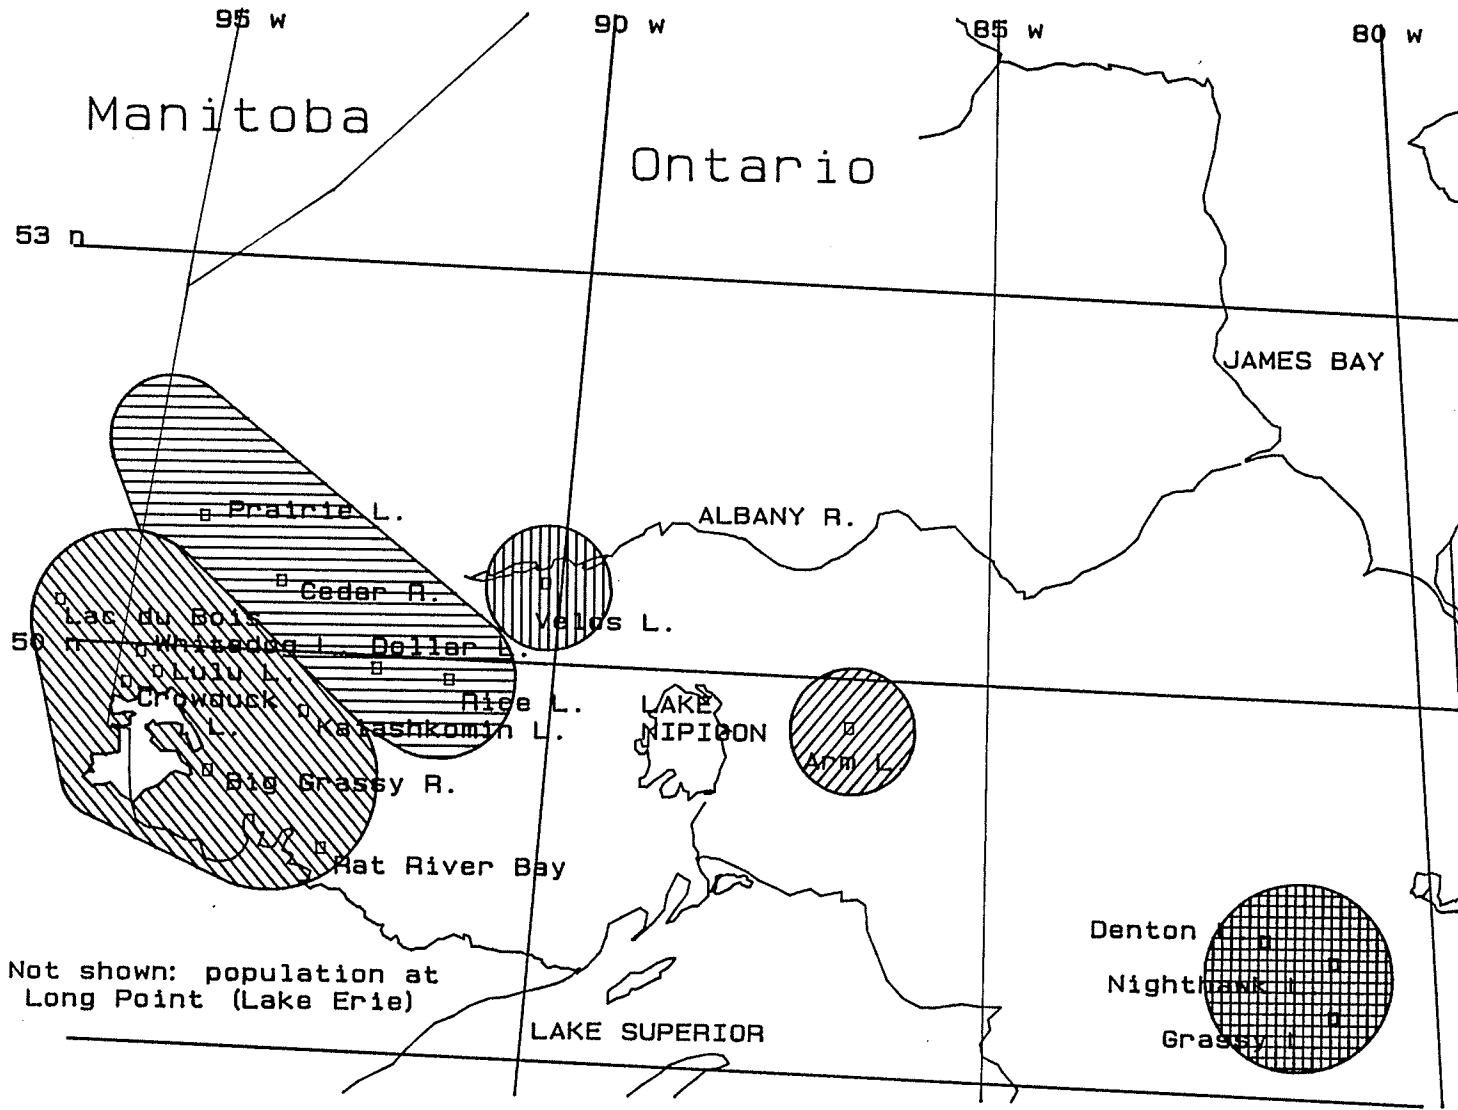 95 w
90 w
85 w
80 w
Manitoba
Ontario
53 n
JAMES BAY
Prairie L.
ALBANY R.
Cedar R.
Lac du Bois
Velos L.
50 n
Whitedog L.
Dollar L.
Lulu L.
Crowduck
L.
Rice L.
LAKE
NIPIGON
Kaiashkomin L.
Arm L.
Big Grassy R.
Rat River Bay
Denton L
Not shown: population at
Long Point (Lake Erie)
Nighthawk L
LAKE SUPERIOR
Grassy L